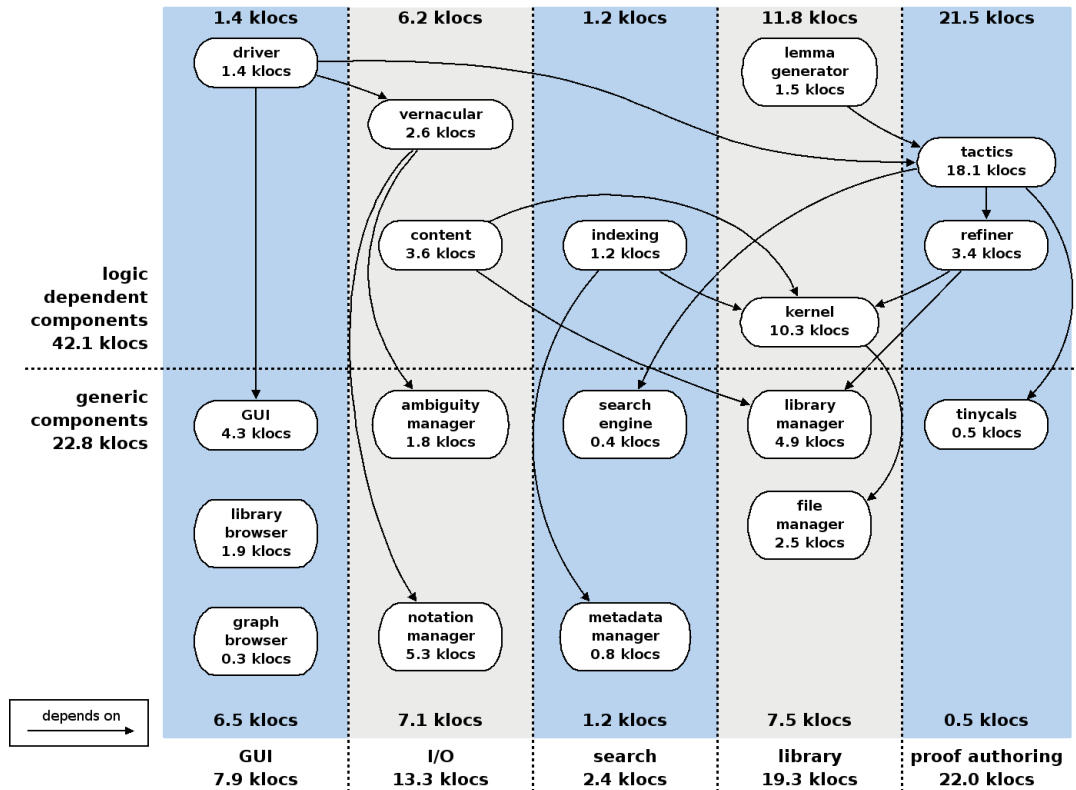 1.4 klocs
6.2 klocs
1.2 klocs
11.8 klocs
21.5 klocs
driver
1.4 klocs
lemma
generator
1.5 klocs
vernacular
2.6 klocs
tactics
18.1 klocs
content
3.6 klocs
indexing
1.2 klocs
refiner
3.4 klocs
logic
dependent
components
42.1 klocs
kernel
10.3 klocs
generic
components
22.8 klocs
GUI
4.3 klocs
ambiguity
manager
1.8 klocs
search
engine
0.4 klocs
library
manager
4.9 klocs
tinycals
0.5 klocs
library
browser
1.9 klocs
file
manager
2.5 klocs
graph
browser
0.3 klocs
notation
manager
5.3 klocs
metadata
manager
0.8 klocs
depends on
6.5 klocs
7.1 klocs
1.2 klocs
7.5 klocs
0.5 klocs
GUI
7.9 klocs
I/O
13.3 klocs
search
2.4 klocs
library
19.3 klocs
proof authoring
22.0 klocs